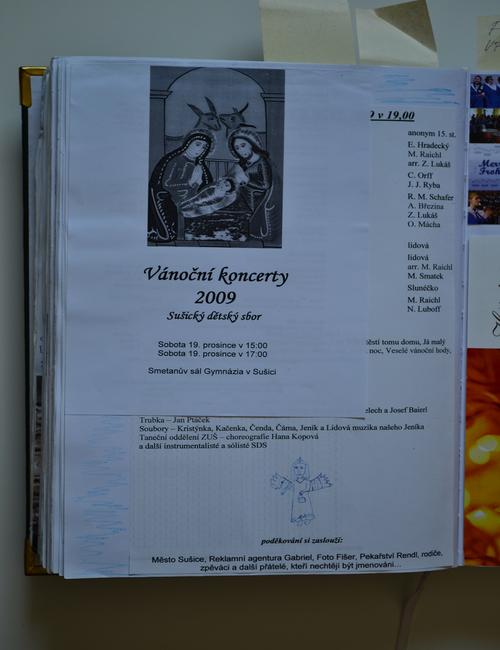 Vánoční koncerty
2009
Sušický dětský sbor
Sobota 19. prosince v 15:00
Sobota 19. prosince v 17:00
Smetanův sál Gymnázia v Sušici
9 v 19,00
anonym 15. st.
E. Hradecký
M. Raichl
arr. Z. Lukáš
C. Orff
J. J. Ryba
R. M. Schafer
A. Březina
Z. Lukáš
O. Mácha
lidová
lidová
arr. M. Raichl
M. Smatek
Slunéčko
M. Raichl
N. Luboff
štěstí tomu domu, Já malý
noc, Veselé vánoční hody,
elech a Josef Baierl
Trubka – Jan Ptáček
Soubory – Kristýnka, Kačenka, Čenda, Čáma, Jeník a Lidová muzika našeho Jeníka
Taneční oddělení ZUŠ – choreografie Hana Kopová
a další instrumentalisté a sólisté SDS
poděkování si zaslouží:
Město Sušice, Reklamní agentura Gabriel, Foto Fišer, Pekařství Rendl, rodiče,
zpěváci a další přátelé, kteří nechtějí být jmenováni…